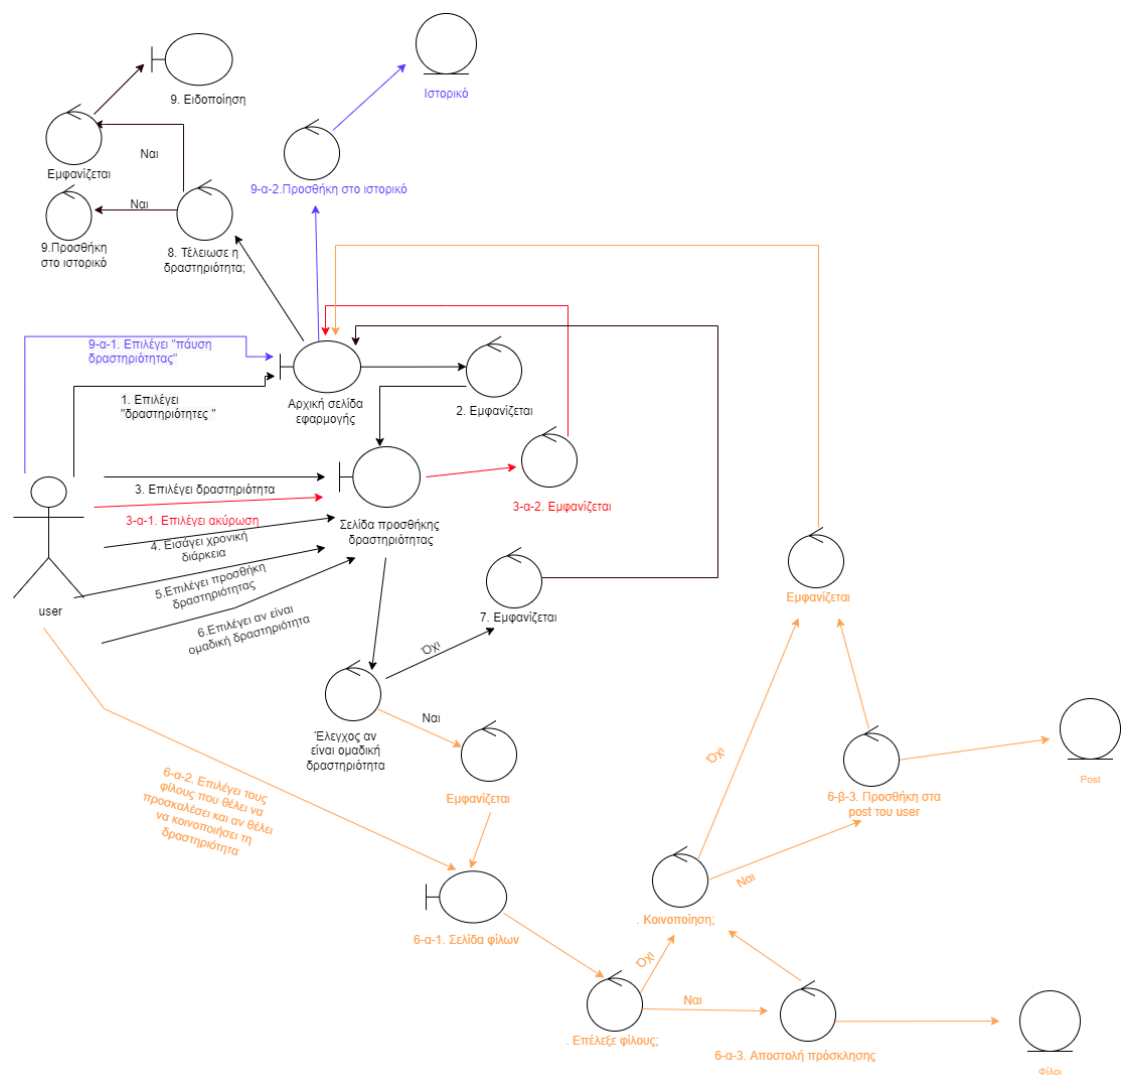 9. Ειδοποίηση
Ιστορικό
Ναι
Εμφανίζεται
9-α-2.Προσθήκη στο ιστορικό
Ναι
9.Προσθήκη
στο ιστορικό
8. Τέλειωσε η
δραστηριότητα;
9-α-1. Επιλέγει "πάυση
δραστηριότητας"
1. Επιλέγει
"δραστηριότητες "
Αρχική σελίδα
εφαρμογής
2. Εμφανίζεται
3. Επιλέγει δραστηριότητα
3-α-1. Επιλέγει ακύρωση
3-α-2. Εμφανίζεται
Σελίδα προσθήκης
δραστηριότητας
4. Εισάγει χρονική
διάρκεια
5.Επιλέγει προσθήκη
δραστηριότητας
6.Επιλέγει αν είναι
ομαδική δραστηριότητα
user
7. Εμφανίζεται
Εμφανίζεται
Όχι
Έλεγχος αν
είναι ομαδική
δραστηριότητα
Ναι
Εμφανίζεται
6-α-2. Επιλέγει τους
φίλους που θέλει να
προσκαλέσει και αν θέλει
να κοινοποιήσει τη
δραστηριότητα
Όχι
6-β-3. Προσθήκη στα
post του user
Post
Ναι
. Κοινοποίηση;
6-α-1. Σελίδα φίλων
Όχι
Ναι
. Επέλεξε φίλους;
6-α-3. Αποστολή πρόσκλησης
Φίλοι